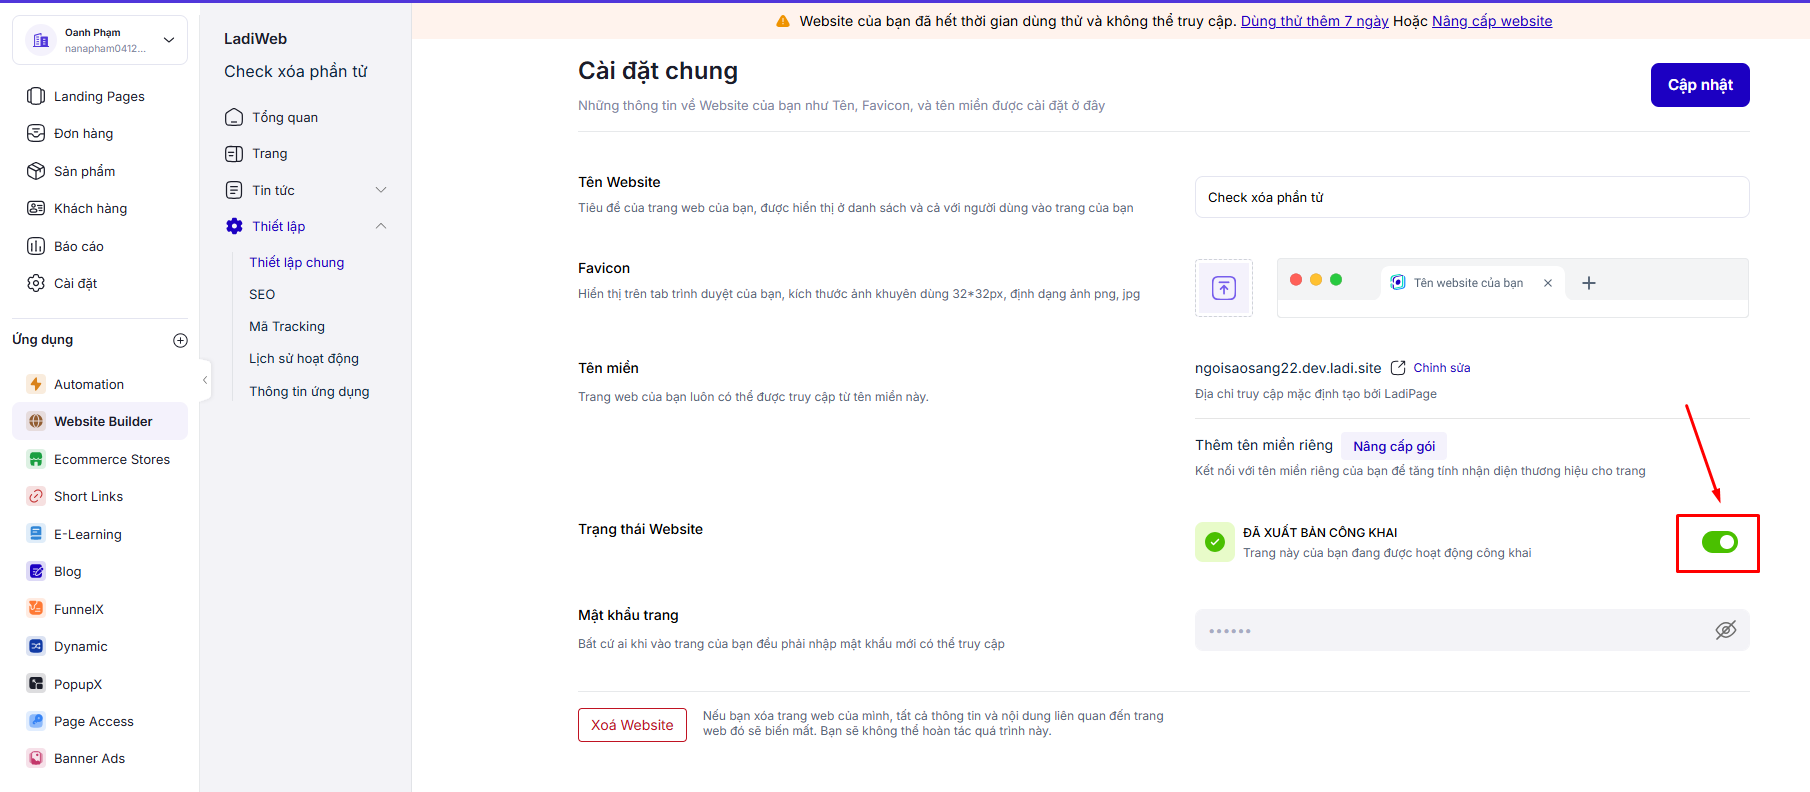 Website của bạn đã hết thời gian dùng thử và không thể truy cập. Dùng thử thêm 7 ngày Hoặc Nâng cấp website
Oanh Phạm
nanapham0412...
Landing Pages
Đơn hàng
Sản phẩm
Khách hàng
Báo cáo
Cài đặt
Ứng dụng
Automation
Website Builder
Ecommerce Stores
Short Links
E-Learning
Blog
FunnelX
Dynamic
PopupX
Page Access
Banner Ads
LadiWeb
Check xóa phần tử
Tổng quan
Trang
Tin tức
Thiết lập
Thiết lập chung
SEO
Mã Tracking
Lịch sử hoạt động
Thông tin ứng dụng
Cài đặt chung
Những thông tin về Website của bạn như Tên, Favicon, và tên miền được cài đặt ở đây
Cập nhật
Tên Website
Tiêu đề của trang web của bạn, được hiển thị ở danh sách và cả với người dùng vào trang của bạn
Check xóa phần tử
Favicon
Hiển thị trên tab trình duyệt của bạn, kích thước ảnh khuyên dùng 32*32px, định dạng ảnh png, jpg
Tên website của bạn
Tên miền
Trang web của bạn luôn có thể được truy cập từ tên miền này.
ngoisaosang22.dev.ladi.site Chỉnh sửa
Địa chỉ truy cập mặc định tạo bởi LadiPage
Thêm tên miền riêng Nâng cấp gói
Kết nối với tên miền riêng của bạn để tăng tính nhận diện thương hiệu cho trang
Trạng thái Website
ĐÃ XUẤT BẢN CÔNG KHAI
Trang này của bạn đang được hoạt động công khai
Mật khẩu trang
Bất cứ ai khi vào trang của bạn đều phải nhập mật khẩu mới có thể truy cập
Xoá Website
Nếu bạn xóa trang web của mình, tất cả thông tin và nội dung liên quan đến trang
web đó sẽ biến mất. Bạn sẽ không thể hoàn tác quá trình này.